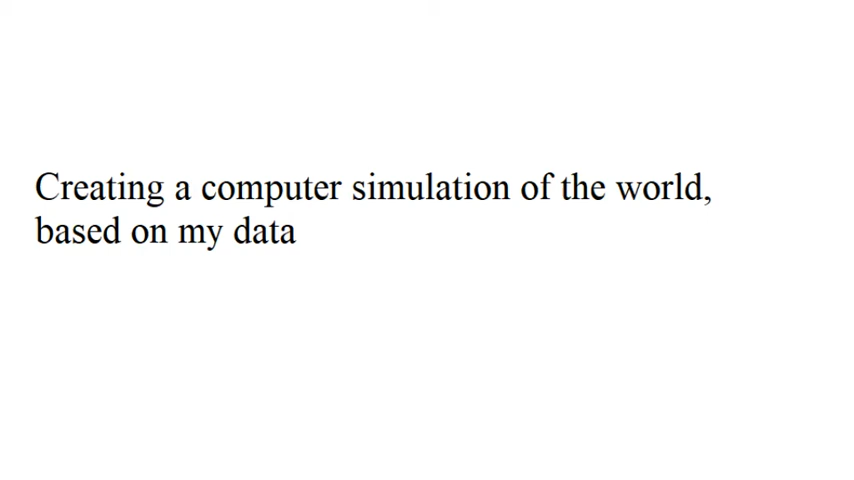 Creating a computer simulation of the world,
based on my data